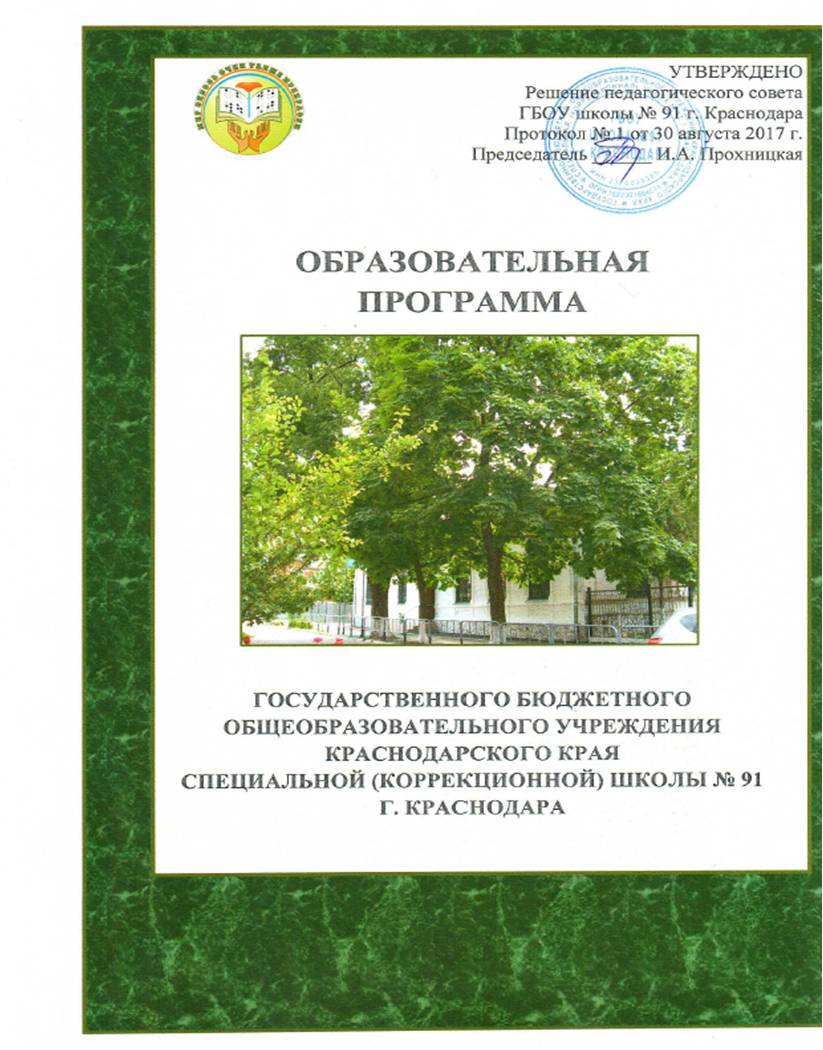 УТВЕРЖДЕНО
Решение педагогического совета
ГБОУ школы № 91 г. Краснодара
Протокол № 1 от 30 августа 2017 г.
Председатель ______ И.А. Прохницкая
ОБРАЗОВАТЕЛЬНАЯ
ПРОГРАММА
ГОСУДАРСТВЕННОГО БЮДЖЕТНОГО
ОБЩЕОБРАЗОВАТЕЛЬНОГО УЧРЕЖДЕНИЯ
КРАСНОДАРСКОГО КРАЯ
СПЕЦИАЛЬНОЙ (КОРРЕКЦИОННОЙ) ШКОЛЫ № 91
Г. КРАСНОДАРА